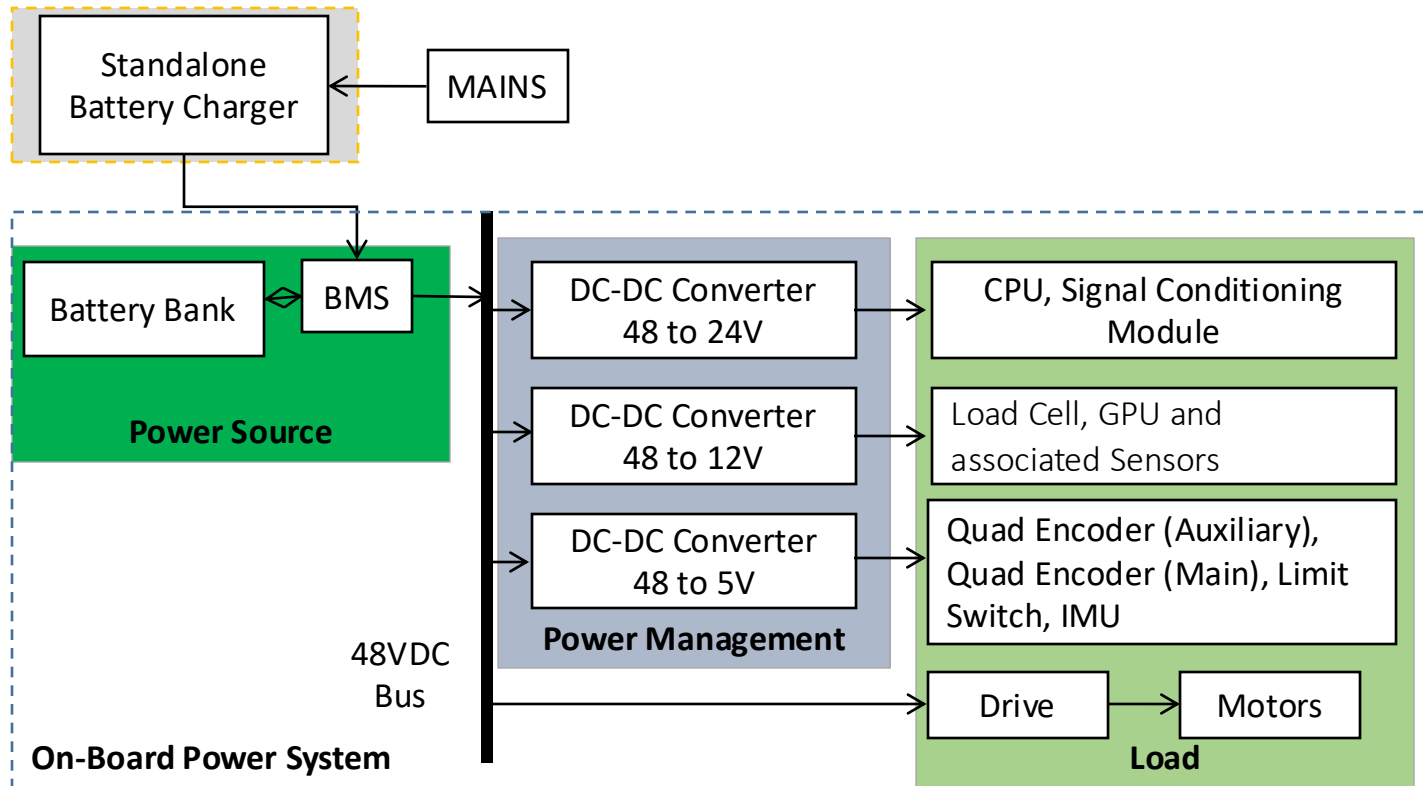 Standalone
Battery Charger
MAINS
Battery Bank
BMS
Power Source
DC-DC Converter
48 to 24V
DC-DC Converter
48 to 12V
DC-DC Converter
48 to 5V
Power Management
CPU, Signal Conditioning
Module
Load Cell, GPU and
associated Sensors
Quad Encoder (Auxiliary),
Quad Encoder (Main), Limit
Switch, IMU
48VDC
Bus
Drive
Motors
Load
On-Board Power System